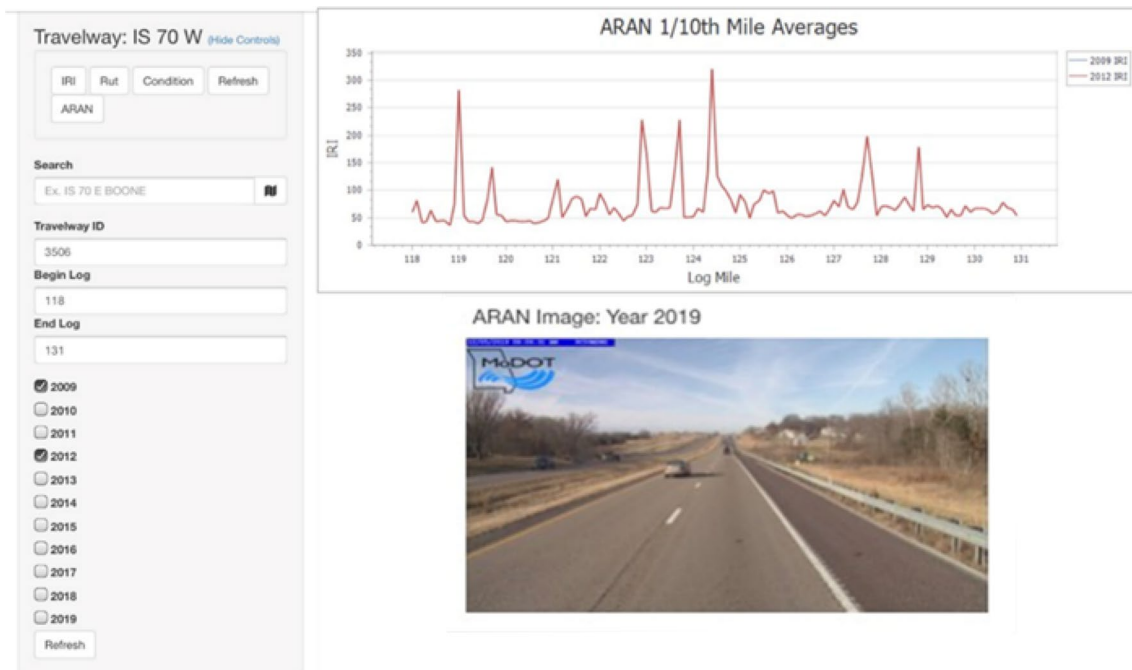 Travelway: IS 70 W (Hide Controls)
IRI Rut Condition Refresh
ARAN
Search
Ex. IS 70 E BOONE
Travelway ID
3506
Begin Log
118
End Log
131
2009
2010
2011
2012
2013
2014
2015
2016
2017
2018
2019
Refresh
ARAN 1/10th Mile Averages
2009 IRI
2012 IRI
IRI
350
300
250
200
150
100
50
0
118 119 120 121 122 123 124 125 126 127 128 129 130 131
Log Mile
ARAN Image: Year 2019
MoDOT